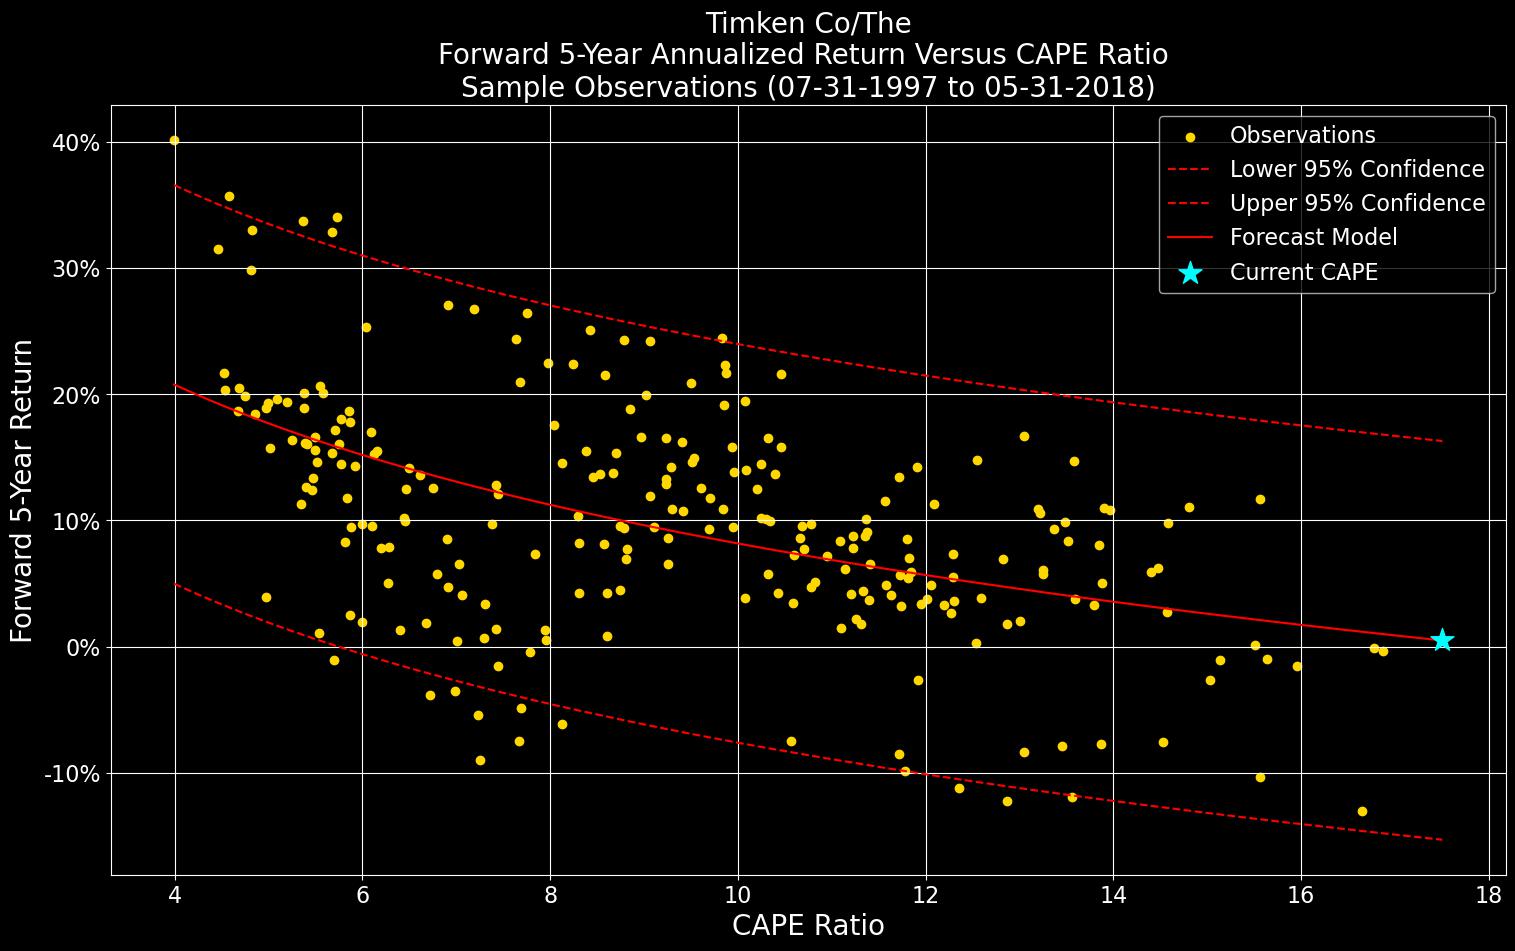 Timken Co/The
Forward 5-Year Annualized Return Versus CAPE Ratio
Sample Observations (07-31-1997 to 05-31-2018)
Observations
Lower 95% Confidence
Upper 95% Confidence
Forecast Model
Current CAPE
Forward 5-Year Return
40%
30%
20%
10%
0%
-10%
4 6 8 10 12 14 16 18
CAPE Ratio